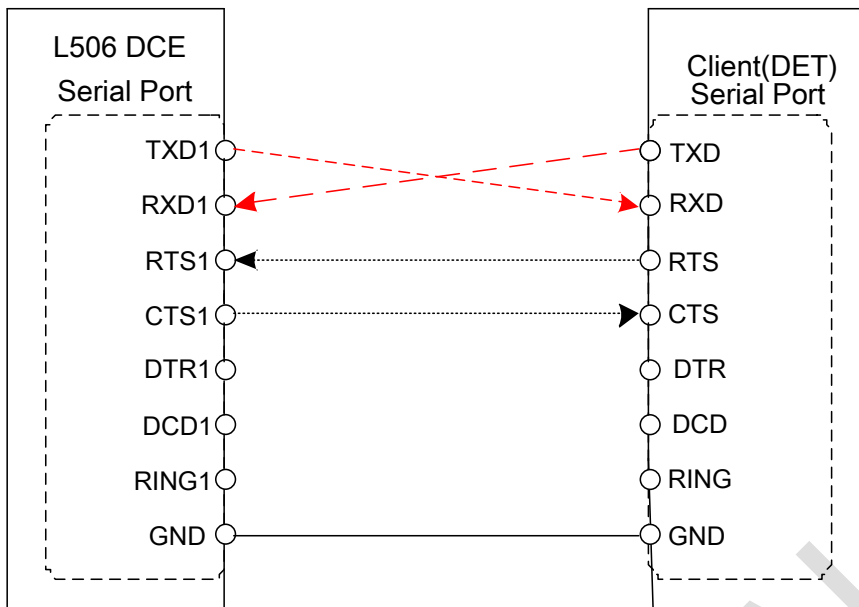 L506 DCE
Serial Port
TXD1
RXD1
RTS1
CTS1
DTR1
DCD1
RING1
GND
Client(DET)
Serial Port
TXD
RXD
RTS
CTS
DTR
DCD
RING
GND